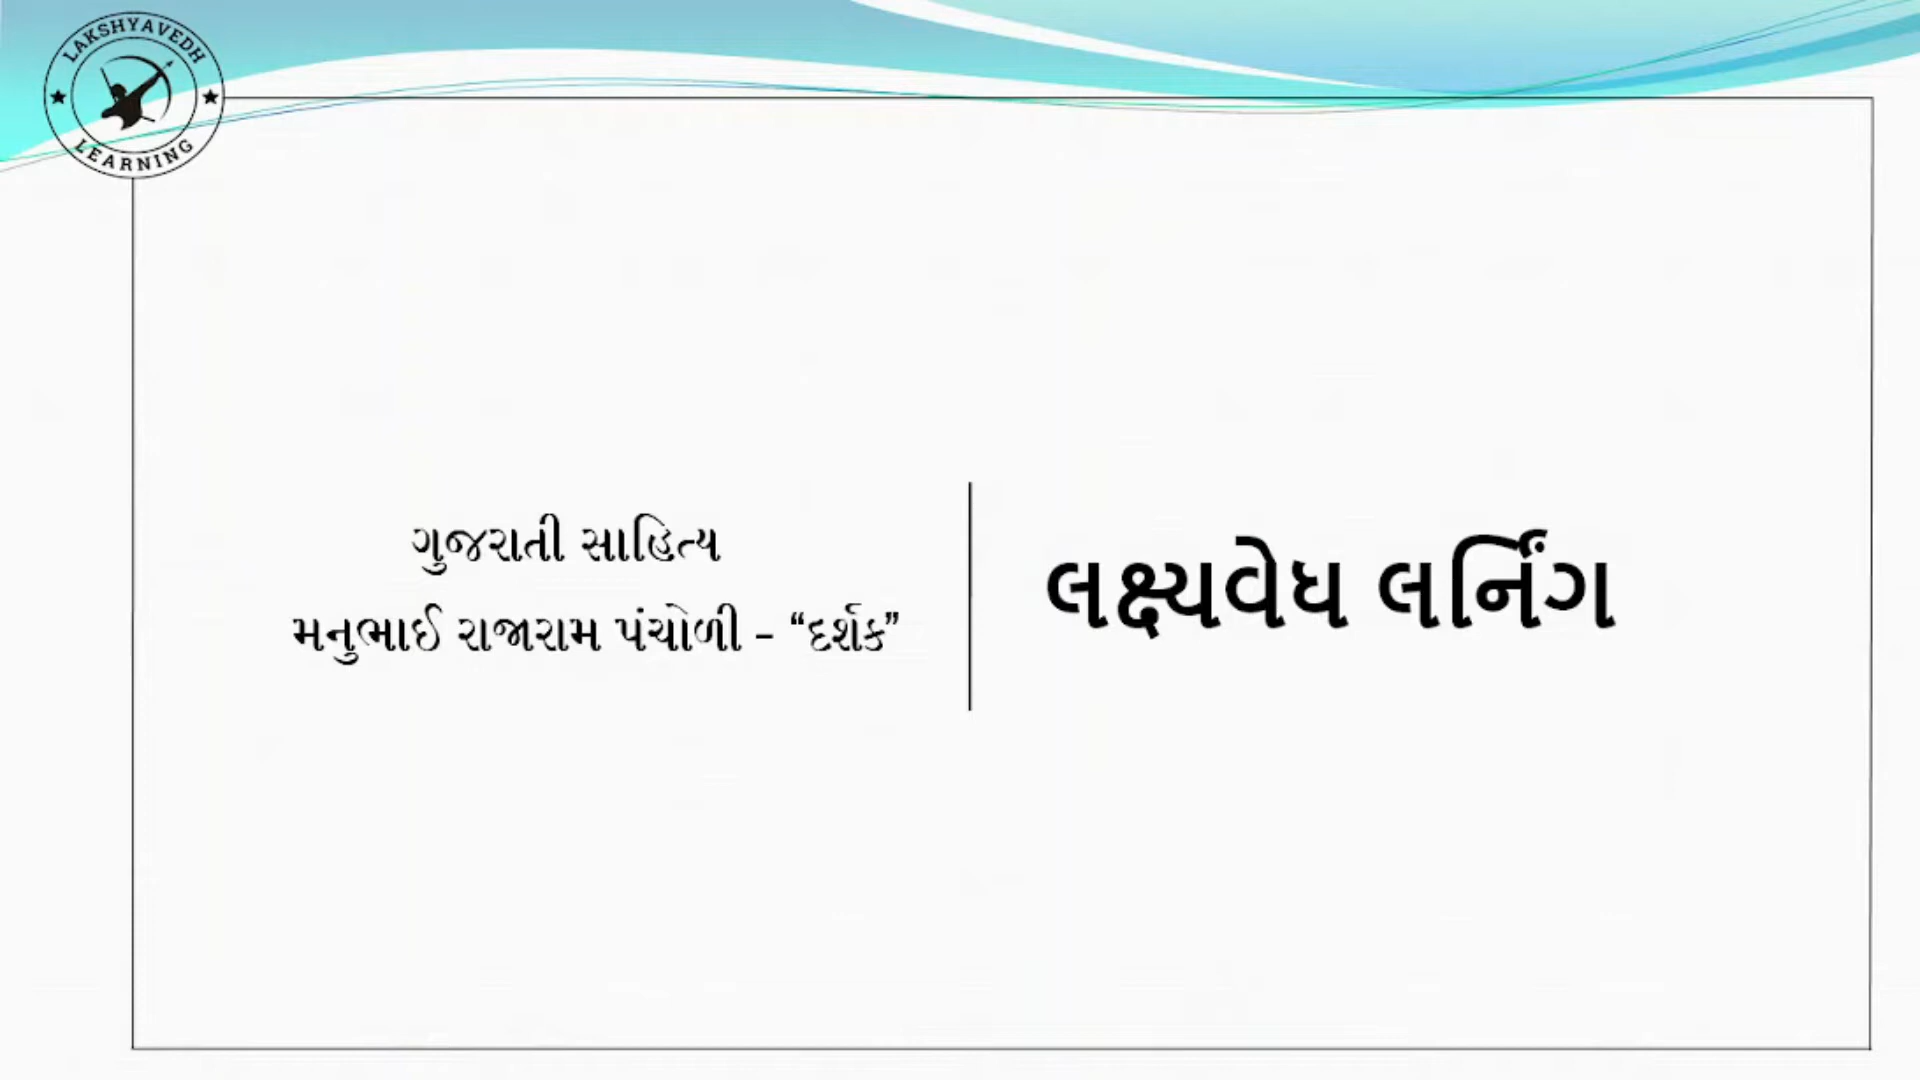 LAKSHYAVEDH
LEARNING
ગુજરાતી સાહિત્ય
મનુભાઈ રાજારામ પંચોળી – “દર્શક”
લક્ષ્યવેધ લર્નિંગ